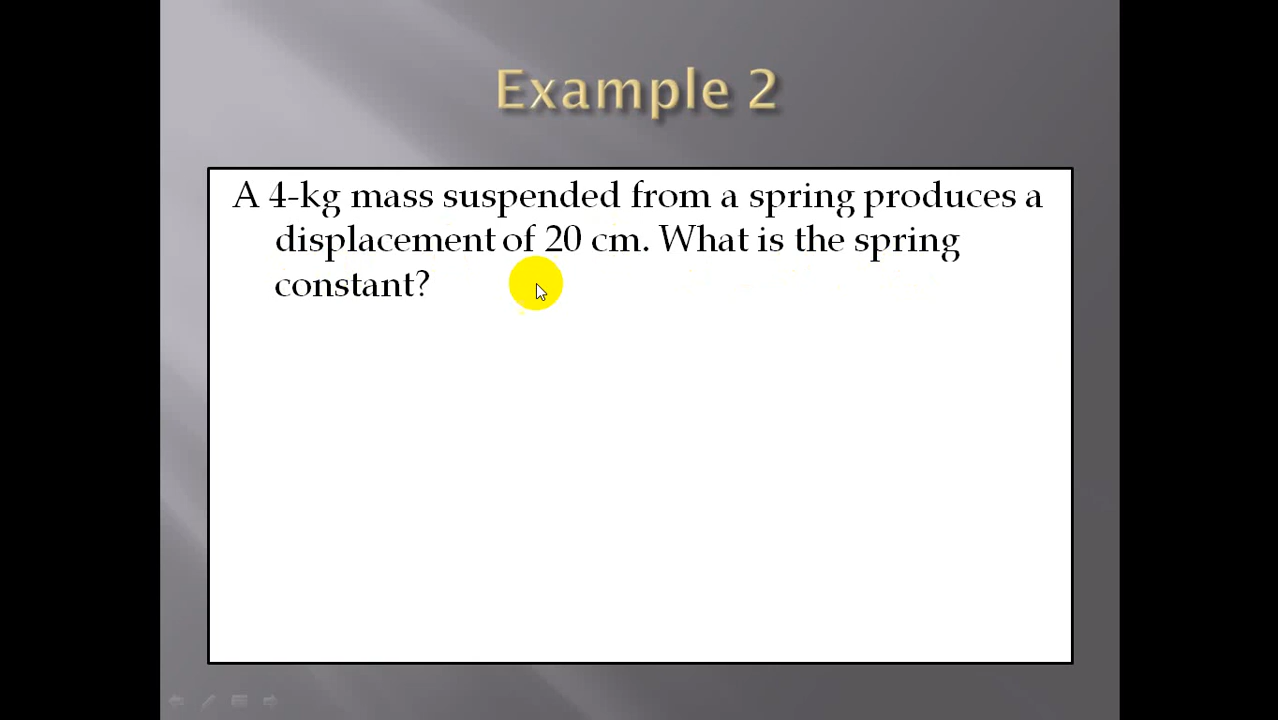 Example 2
A 4-kg mass suspended from a spring produces a
displacement of 20 cm. What is the spring
constant?